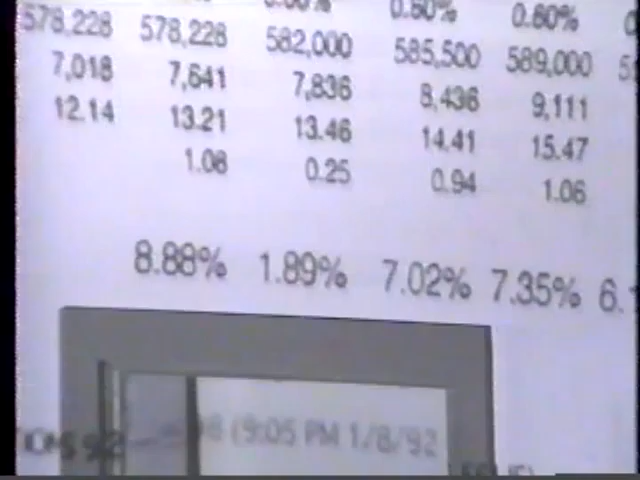 0.60% 0.60%
578,228 578,228 582,000 585,500 589,000
7,018 7,641 7,836 8,436 9,111
12.14 13.21 13.46 14.41 15.47
1.08 0.25 0.94 1.06
8.88% 1.89% 7.02% 7.35% 6.
(9:05 PM 1/8/92